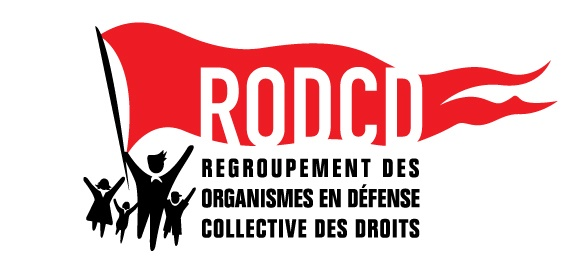 RODCD
REGROUPEMENT DES
ORGANISMES EN DÉFENSE
COLLECTIVE DES DROITS